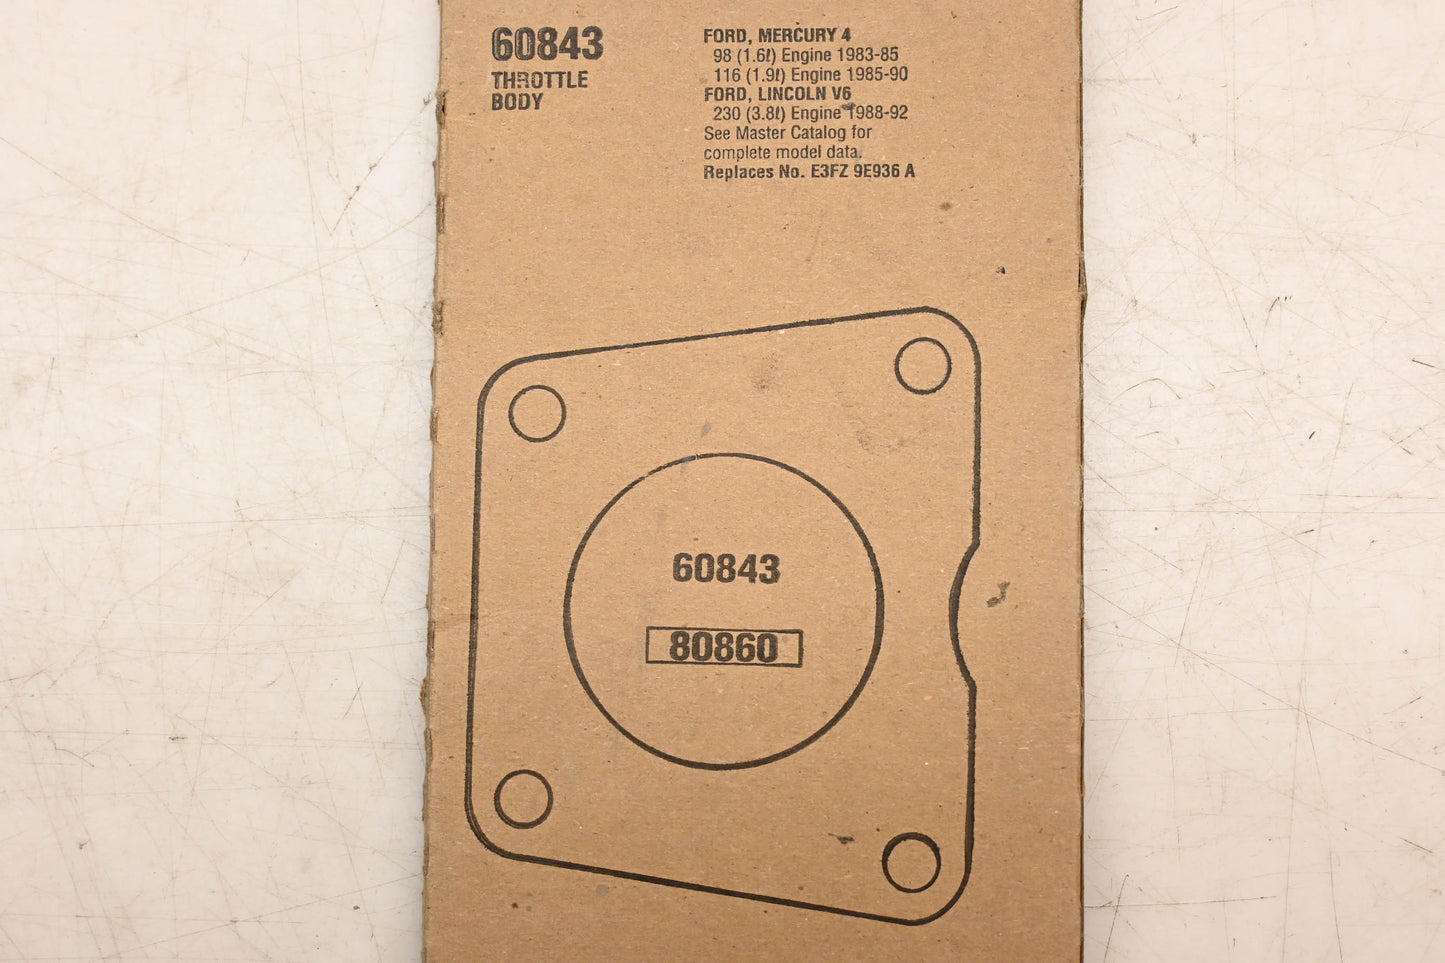 60843
THROTTLE
BODY
FORD, MERCURY 4
98 (1.6ℓ) Engine 1983-85
116 (1.9ℓ) Engine 1985-90
FORD, LINCOLN V6
230 (3.8ℓ) Engine 1988-92
See Master Catalog for
complete model data.
Replaces No. E3FZ 9E936 A
60843
80860